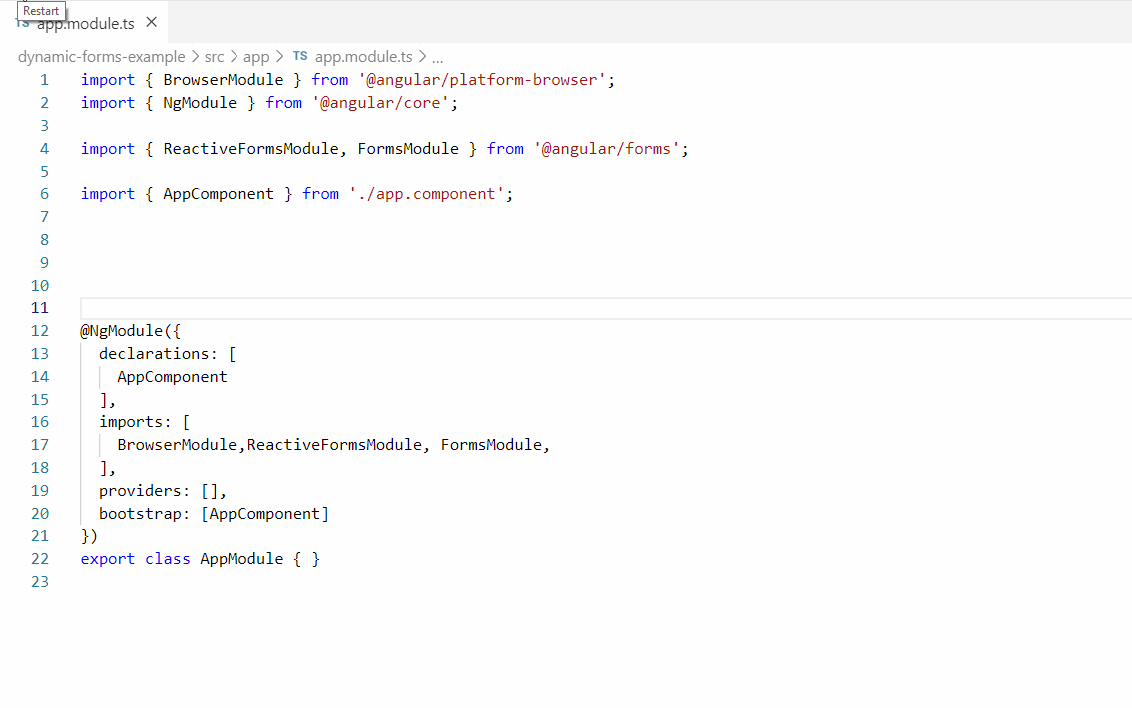 Restart
TS app.module.ts ×
dynamic-forms-example > src > app > TS app.module.ts > ...
1 import { BrowserModule } from '@angular/platform-browser';
2 import { NgModule } from '@angular/core';
3
4 import { ReactiveFormsModule, FormsModule } from '@angular/forms';
5
6 import { AppComponent } from './app.component';
7
8
9
10
11
12 @NgModule({
13   declarations: [
14     AppComponent
15   ],
16   imports: [
17     BrowserModule,ReactiveFormsModule, FormsModule,
18   ],
19   providers: [],
20   bootstrap: [AppComponent]
21 })
22 export class AppModule { }
23